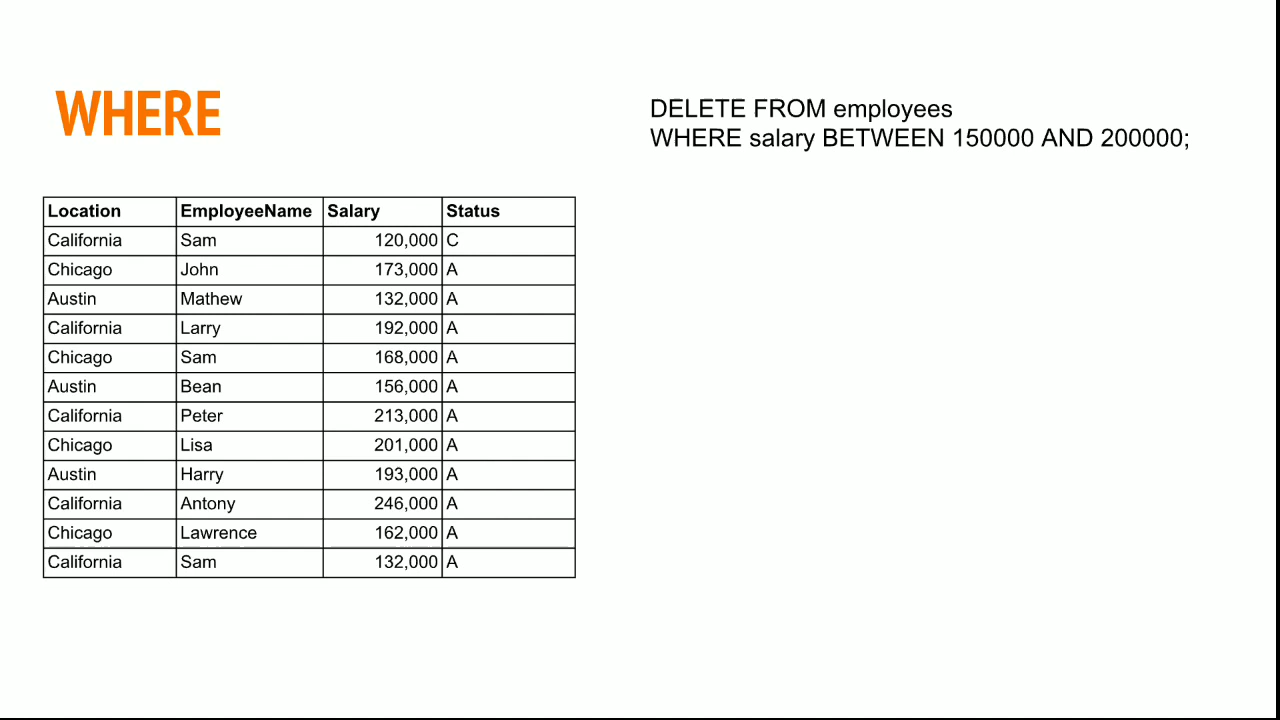 WHERE
DELETE FROM employees
WHERE salary BETWEEN 150000 AND 200000;
Location EmployeeName Salary Status
California Sam 120,000 C
Chicago John 173,000 A
Austin Mathew 132,000 A
California Larry 192,000 A
Chicago Sam 168,000 A
Austin Bean 156,000 A
California Peter 213,000 A
Chicago Lisa 201,000 A
Austin Harry 193,000 A
California Antony 246,000 A
Chicago Lawrence 162,000 A
California Sam 132,000 A